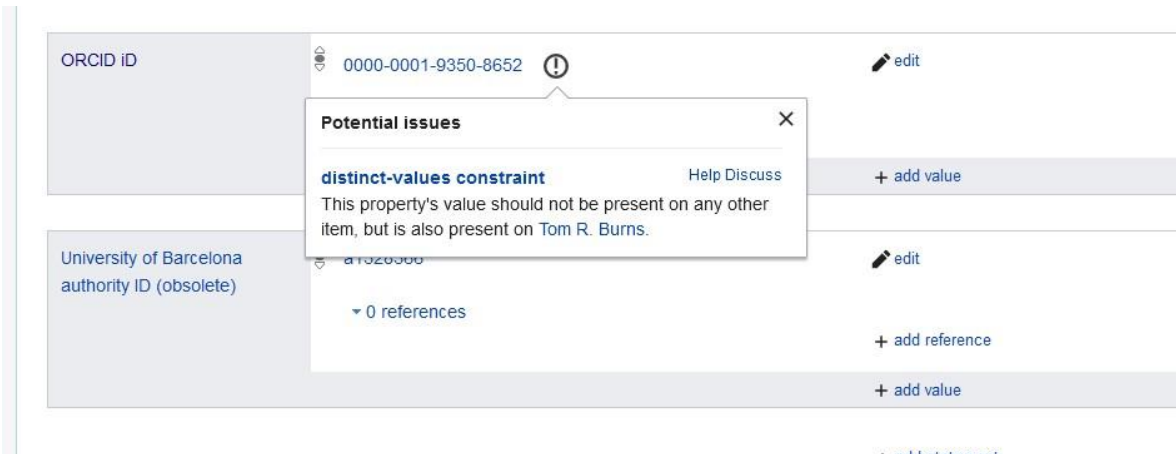 ORCID iD
0000-0001-9350-8652
edit
Potential issues
distinct-values constraint
Help Discuss
This property's value should not be present on any other
item, but is also present on Tom R. Burns.
+ add value
University of Barcelona
authority ID (obsolete)
edit
0 references
+ add reference
+ add value